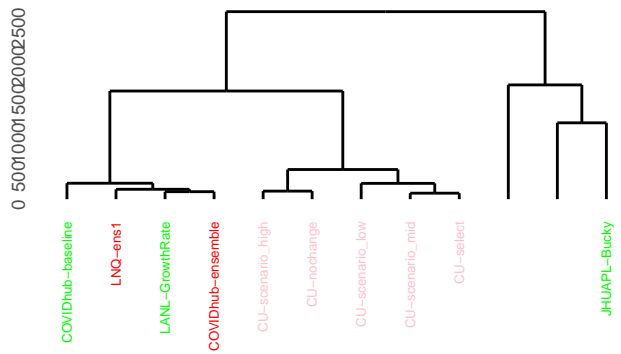 2500
2000
1500
1000
500
0
COVIDhub−baseline
LNQ−ens1
LANL−GrowthRate
COVIDhub−ensemble
CU−scenario_high
CU−nochange
CU−scenario_low
CU−scenario_mid
CU−select
JHUAPL−Bucky